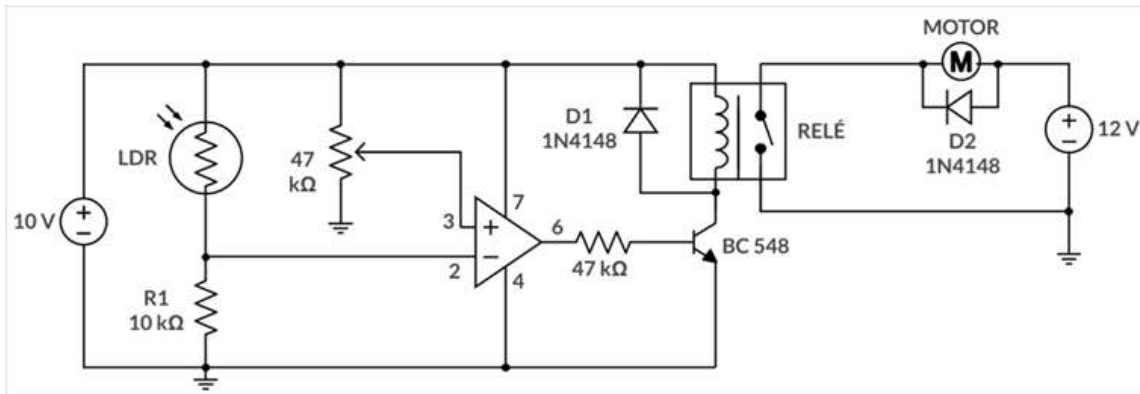 MOTOR
M
D1
1N4148
RELÉ
D2
1N4148
12 V
+
−
LDR
47
kΩ
10 V
+
−
3
+
7
6
2
−
4
47 kΩ
BC 548
R1
10 kΩ